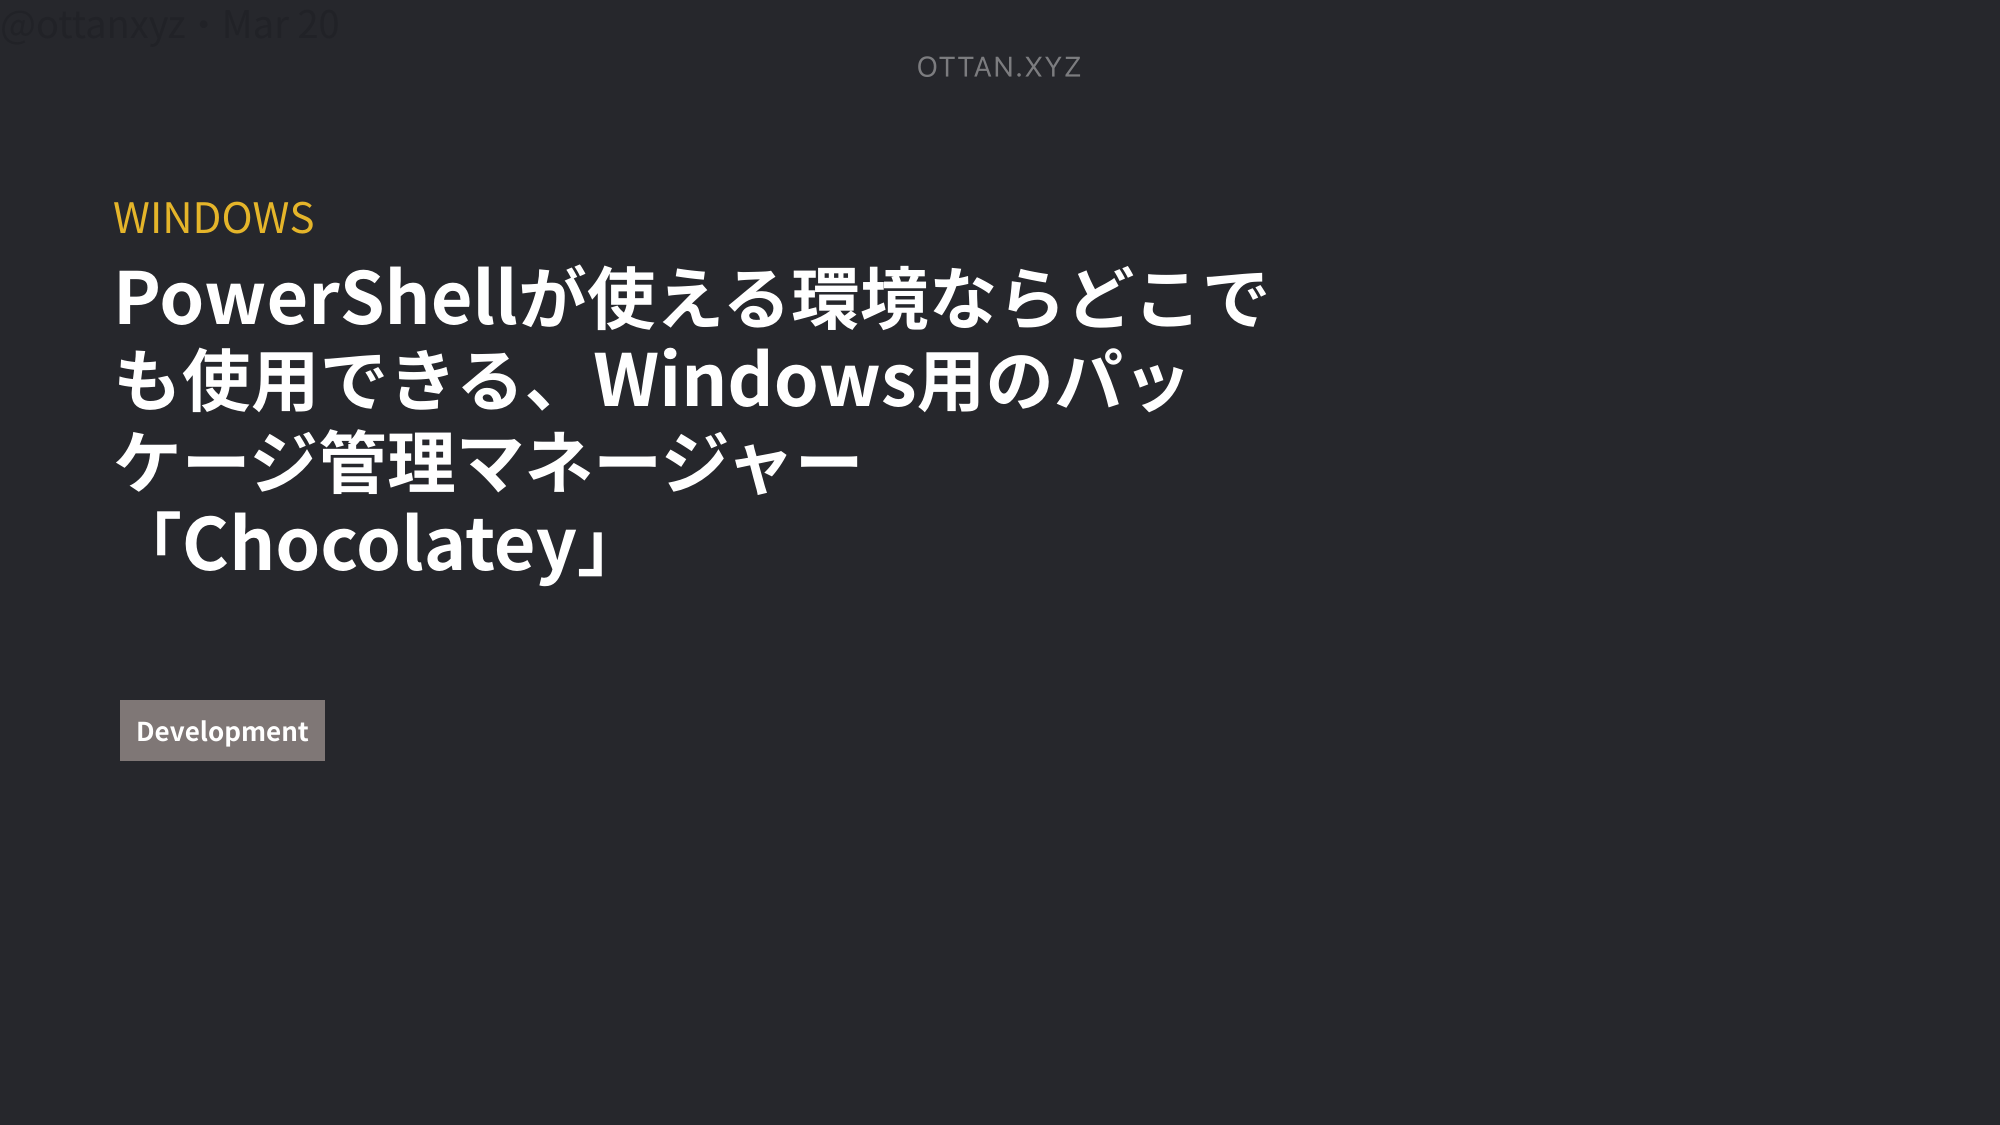 @ottanxyz・Mar 20
OTTAN.XYZ
WINDOWS
PowerShellが使える環境ならどこで
も使用できる、Windows用のパッ
ケージ管理マネージャー
「Chocolatey」
Development